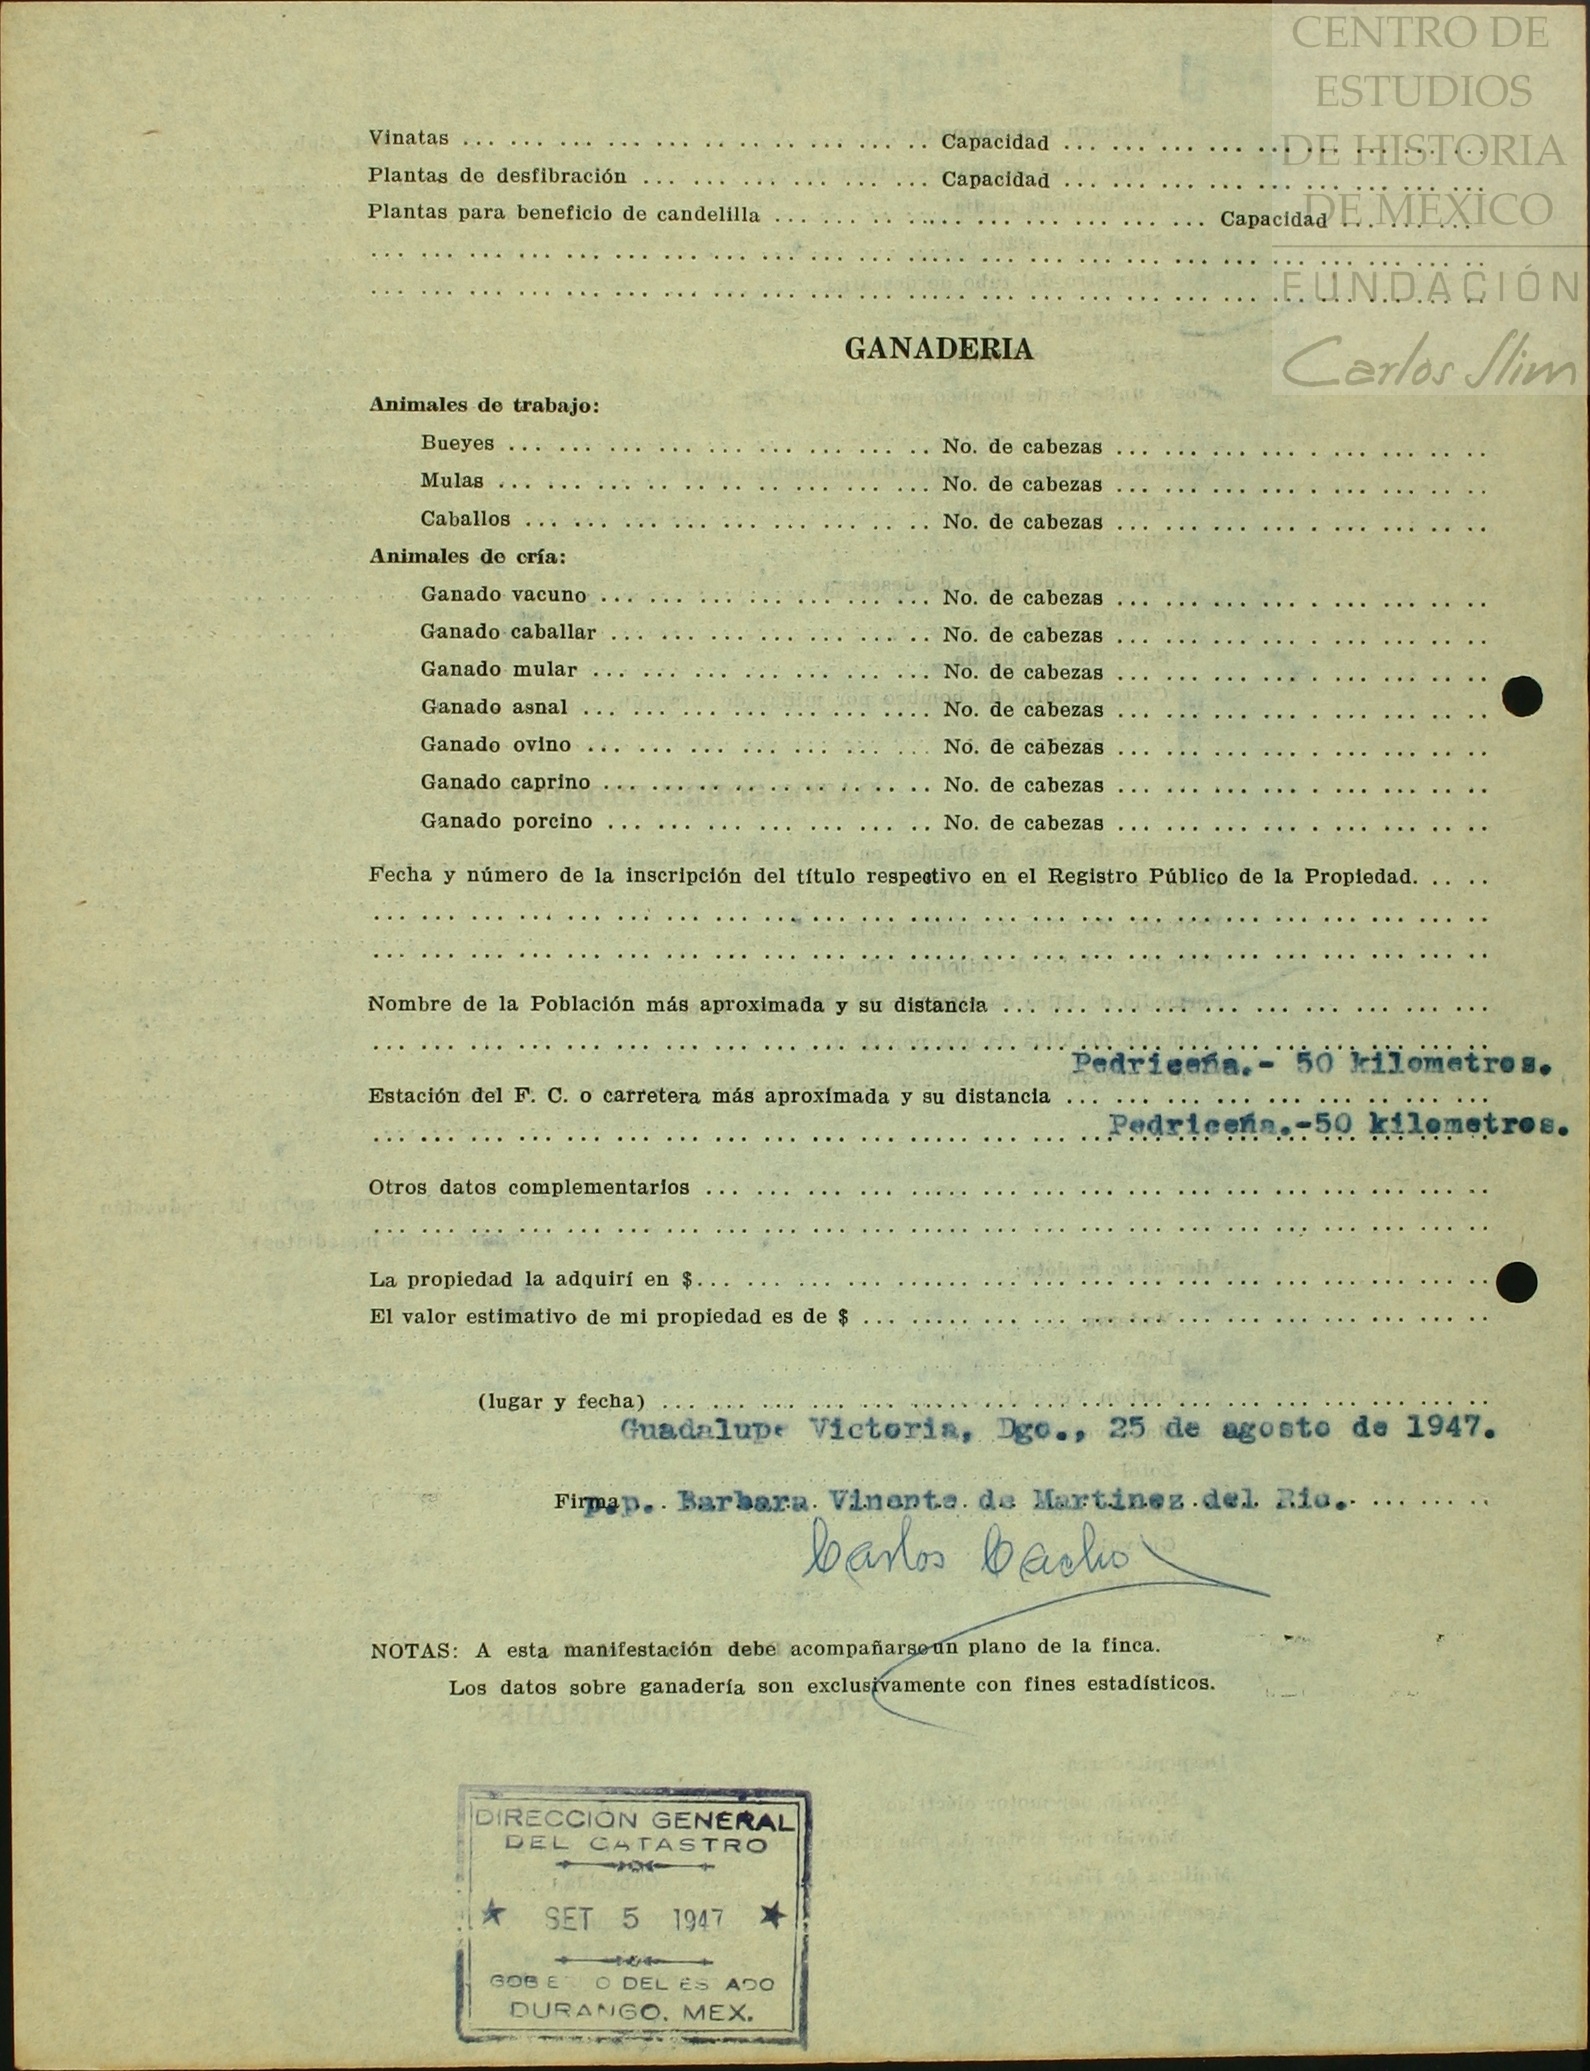 CENTRO DE
ESTUDIOS
DE HISTORIA
DE MEXICO
FUNDACIÓN
Carlos Slim
Vinatas ... Capacidad ...
Plantas de desfibración ... Capacidad ...
Plantas para beneficio de candelilla ... Capacidad ...
GANADERIA
Animales de trabajo:
Bueyes ... No. de cabezas ...
Mulas ... No. de cabezas ...
Caballos ... No. de cabezas ...
Animales de cría:
Ganado vacuno ... No. de cabezas ...
Ganado caballar ... No. de cabezas ...
Ganado mular ... No. de cabezas ...
Ganado asnal ... No. de cabezas ...
Ganado ovino ... No. de cabezas ...
Ganado caprino ... No. de cabezas ...
Ganado porcino ... No. de cabezas ...
Fecha y número de la inscripción del título respectivo en el Registro Público de la Propiedad. ...
Nombre de la Población más aproximada y su distancia ...
Pedriceña.- 50 kilometros.
Estación del F. C. o carretera más aproximada y su distancia ...
Pedriceña.-50 kilometros.
Otros datos complementarios ...
La propiedad la adquirí en $...
El valor estimativo de mi propiedad es de $ ...
(lugar y fecha) ...
Guadalupe Victoria, Dgo., 25 de agosto de 1947.
Firma p.p. Barbara Vinente de Martinez del Rio.
Carlos Cacho
NOTAS: A esta manifestación debe acompañarse un plano de la finca.
Los datos sobre ganadería son exclusivamente con fines estadísticos.
DIRECCION GENERAL
DEL CATASTRO
SET 5 1947
GOBE O DEL ES ADO
DURANGO. MEX.